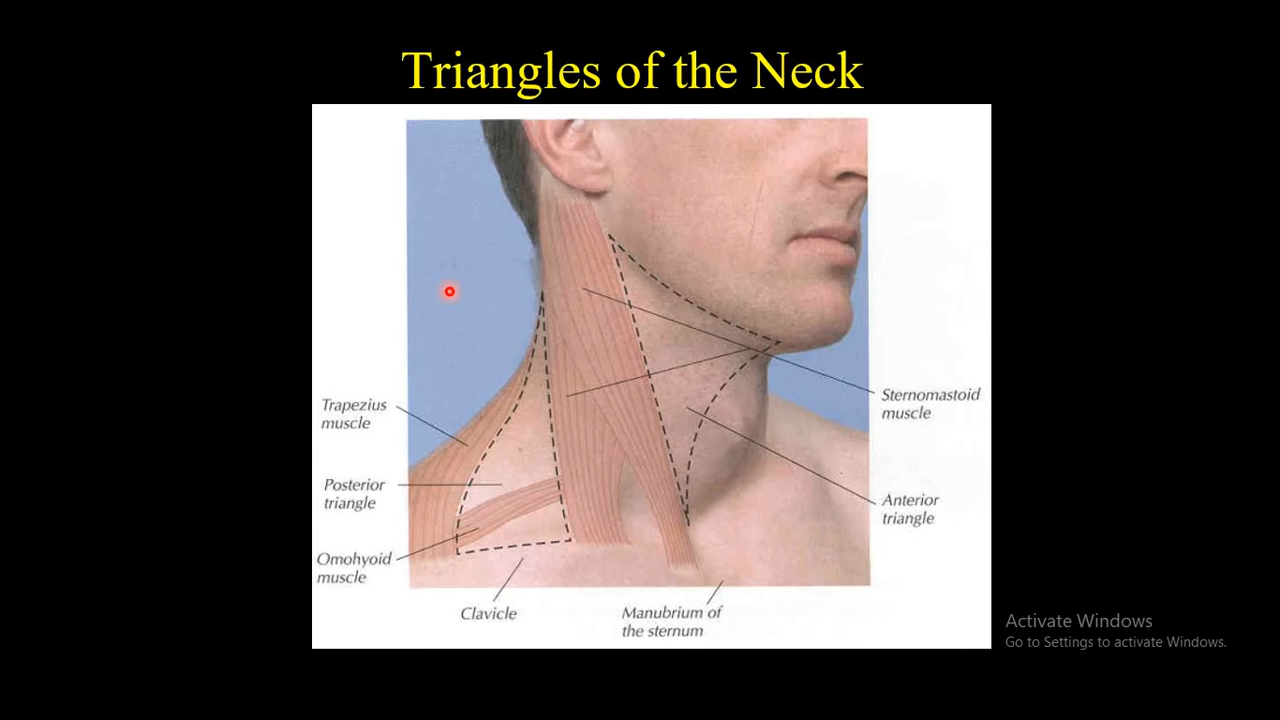 Triangles of the Neck
Trapezius
muscle
Posterior
triangle
Omohyoid
muscle
Clavicle
Manubrium of
the sternum
Sternomastoid
muscle
Anterior
triangle
Activate Windows
Go to Settings to activate Windows.